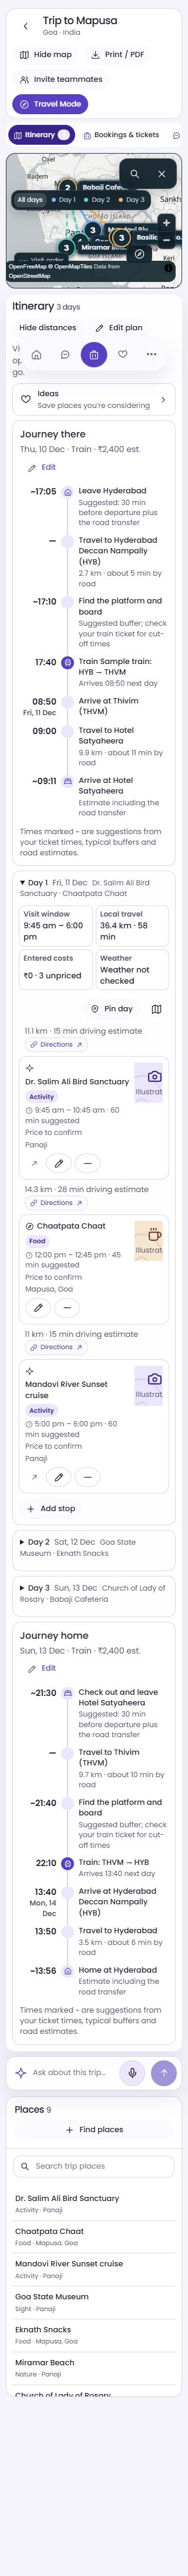 Trip to Mapusa
Goa · India
Hide map
Print / PDF
Invite teammates
Travel Mode
Itinerary
Bookings & tickets
Oxel
Badem
2
Babaji Cafe
All days
Day 1
Day 2
Day 3
Sankh
3
3
3
Miramar Be
Basilic
Visit order
Keri
OpenFreeMap © OpenMapTiles Data from
OpenStreetMap
Itinerary 3 days
Hide distances
Edit plan
go.
Ideas
Save places you're considering
Journey there
Thu, 10 Dec · Train · ₹2,400 est.
Edit
~17:05
Leave Hyderabad
Suggested: 30 min
before departure plus
the road transfer
—
Travel to Hyderabad
Deccan Nampally
(HYB)
2.7 km · about 5 min by
road
~17:10
Find the platform and
board
Suggested buffer; check
your train ticket for cut-
off times
17:40
Train Sample train:
HYB → THVM
Arrives 08:50 next day
08:50
Fri, 11 Dec
Arrive at Thivim
(THVM)
09:00
Travel to Hotel
Satyaheera
9.9 km · about 11 min by
road
~09:11
Arrive at Hotel
Satyaheera
Estimate including the
road transfer
Times marked ~ are suggestions from
your ticket times, typical buffers and
road estimates.
Day 1 Fri, 11 Dec Dr. Salim Ali Bird
Sanctuary · Chaatpata Chaat
Visit window
9:45 am – 6:00
pm
Local travel
36.4 km · 58
min
Entered costs
₹0 · 3 unpriced
Weather
Weather not
checked
Pin day
11.1 km · 15 min driving estimate
Directions
Dr. Salim Ali Bird Sanctuary
Activity
9:45 am – 10:45 am · 60
min suggested
Price to confirm
Panaji
Illustrat
14.3 km · 28 min driving estimate
Directions
Chaatpata Chaat
Food
12:00 pm – 12:45 pm · 45
min suggested
Price to confirm
Mapusa, Goa
Illustrat
11 km · 15 min driving estimate
Directions
Mandovi River Sunset
cruise
Activity
5:00 pm – 6:00 pm · 60
min suggested
Price to confirm
Panaji
Illustrat
Add stop
Day 2 Sat, 12 Dec Goa State
Museum · Eknath Snacks
Day 3 Sun, 13 Dec Church of Lady of
Rosary · Babaji Cafeteria
Journey home
Sun, 13 Dec · Train · ₹2,400 est.
Edit
~21:30
Check out and leave
Hotel Satyaheera
Suggested: 30 min
before departure plus
the road transfer
—
Travel to Thivim
(THVM)
9.7 km · about 10 min by
road
~21:40
Find the platform and
board
Suggested buffer; check
your train ticket for cut-
off times
22:10
Train: THVM → HYB
Arrives 13:40 next day
13:40
Mon, 14
Dec
Arrive at Hyderabad
Deccan Nampally
(HYB)
13:50
Travel to Hyderabad
3.5 km · about 6 min by
road
~13:56
Home at Hyderabad
Estimate including the
road transfer
Times marked ~ are suggestions from
your ticket times, typical buffers and
road estimates.
Ask about this trip...
Places 9
Find places
Search trip places
Dr. Salim Ali Bird Sanctuary
Activity · Panaji
Chaatpata Chaat
Food · Mapusa, Goa
Mandovi River Sunset cruise
Activity · Panaji
Goa State Museum
Sight · Panaji
Eknath Snacks
Food · Mapusa, Goa
Miramar Beach
Nature · Panaji
Church of Lady of Rosary